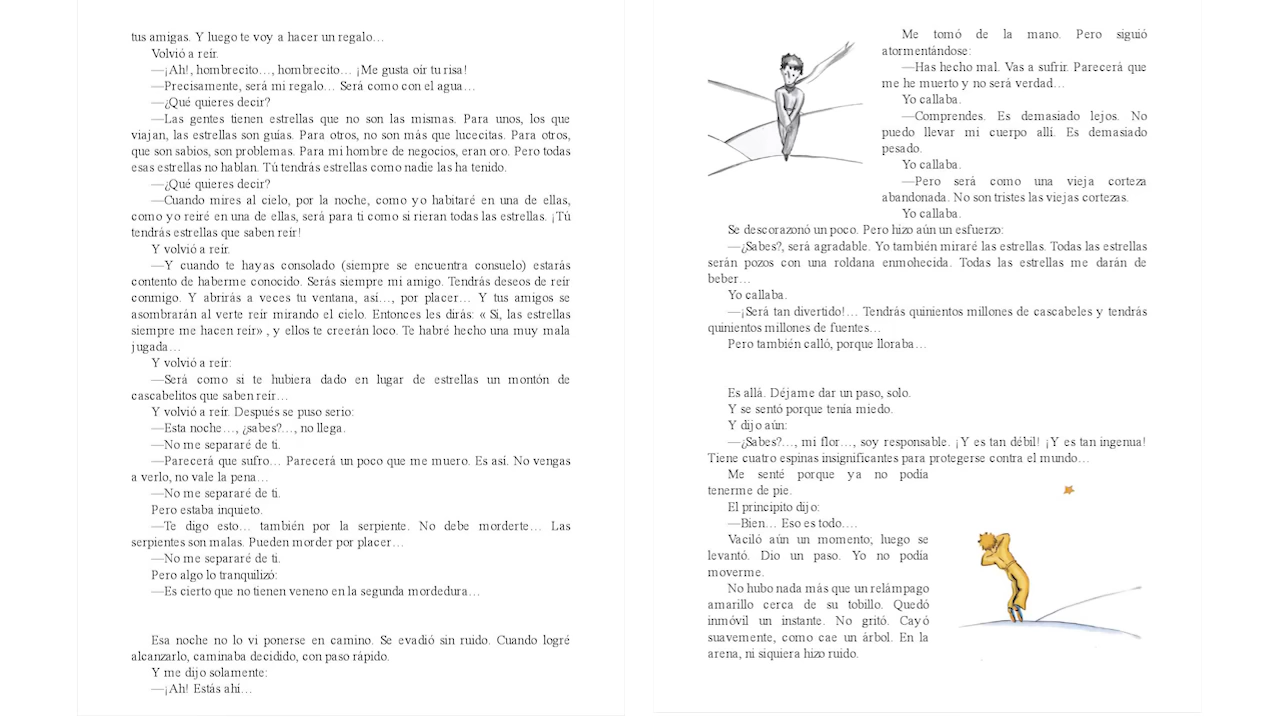 tus amigas. Y luego te voy a hacer un regalo…
Volvió a reír.
—¡Ah!, hombrecito…, hombrecito… ¡Me gusta oír tu risa!
—Precisamente, será mi regalo… Será como con el agua…
—¿Qué quieres decir?
—Las gentes tienen estrellas que no son las mismas. Para unos, los que
viajan, las estrellas son guías. Para otros, no son más que lucecitas. Para otros,
que son sabios, son problemas. Para mi hombre de negocios, eran oro. Pero todas
esas estrellas no hablan. Tú tendrás estrellas como nadie las ha tenido.
—¿Qué quieres decir?
—Cuando mires al cielo, por la noche, como yo habitaré en una de ellas,
como yo reiré en una de ellas, será para ti como si rieran todas las estrellas. ¡Tú
tendrás estrellas que saben reír!
Y volvió a reír.
—Y cuando te hayas consolado (siempre se encuentra consuelo) estarás
contento de haberme conocido. Serás siempre mi amigo. Tendrás deseos de reír
conmigo. Y abrirás a veces tu ventana, así…, por placer… Y tus amigos se
asombrarán al verte reír mirando el cielo. Entonces les dirás: « Sí, las estrellas
siempre me hacen reír» , y ellos te creerán loco. Te habré hecho una muy mala
jugada…
Y volvió a reír:
—Será como si te hubiera dado en lugar de estrellas un montón de
cascabelitos que saben reír…
Y volvió a reír. Después se puso serio:
—Esta noche…, ¿sabes?…, no llega.
—No me separaré de ti.
—Parecerá que sufro… Parecerá un poco que me muero. Es así. No vengas
a verlo, no vale la pena…
—No me separaré de ti.
Pero estaba inquieto.
—Te digo esto… también por la serpiente. No debe morderte… Las
serpientes son malas. Pueden morder por placer…
—No me separaré de ti.
Pero algo lo tranquilizó:
—Es cierto que no tienen veneno en la segunda mordedura…
Esa noche no lo vi ponerse en camino. Se evadió sin ruido. Cuando logré
alcanzarlo, caminaba decidido, con paso rápido.
Y me dijo solamente:
—¡Ah! Estás ahí…
Me tomó de la mano. Pero siguió
atormentándose:
—Has hecho mal. Vas a sufrir. Parecerá que
me he muerto y no será verdad…
Yo callaba.
—Comprendes. Es demasiado lejos. No
puedo llevar mi cuerpo allí. Es demasiado
pesado.
Yo callaba.
—Pero será como una vieja corteza
abandonada. No son tristes las viejas cortezas.
Yo callaba.
Se descorazonó un poco. Pero hizo aún un esfuerzo:
—¿Sabes?, será agradable. Yo también miraré las estrellas. Todas las estrellas
serán pozos con una roldana enmohecida. Todas las estrellas me darán de
beber…
Yo callaba.
—¡Será tan divertido!… Tendrás quinientos millones de cascabeles y tendrás
quinientos millones de fuentes…
Pero también calló, porque lloraba…
Es allá. Déjame dar un paso, solo.
Y se sentó porque tenía miedo.
Y dijo aún:
—¿Sabes?…, mi flor…, soy responsable. ¡Y es tan débil! ¡Y es tan ingenua!
Tiene cuatro espinas insignificantes para protegerse contra el mundo…
Me senté porque ya no podía
tenerme de pie.
El principito dijo:
—Bien… Eso es todo….
Vaciló aún un momento; luego se
levantó. Dio un paso. Yo no podía
moverme.
No hubo nada más que un relámpago
amarillo cerca de su tobillo. Quedó
inmóvil un instante. No gritó. Cayó
suavemente, como cae un árbol. En la
arena, ni siquiera hizo ruido.